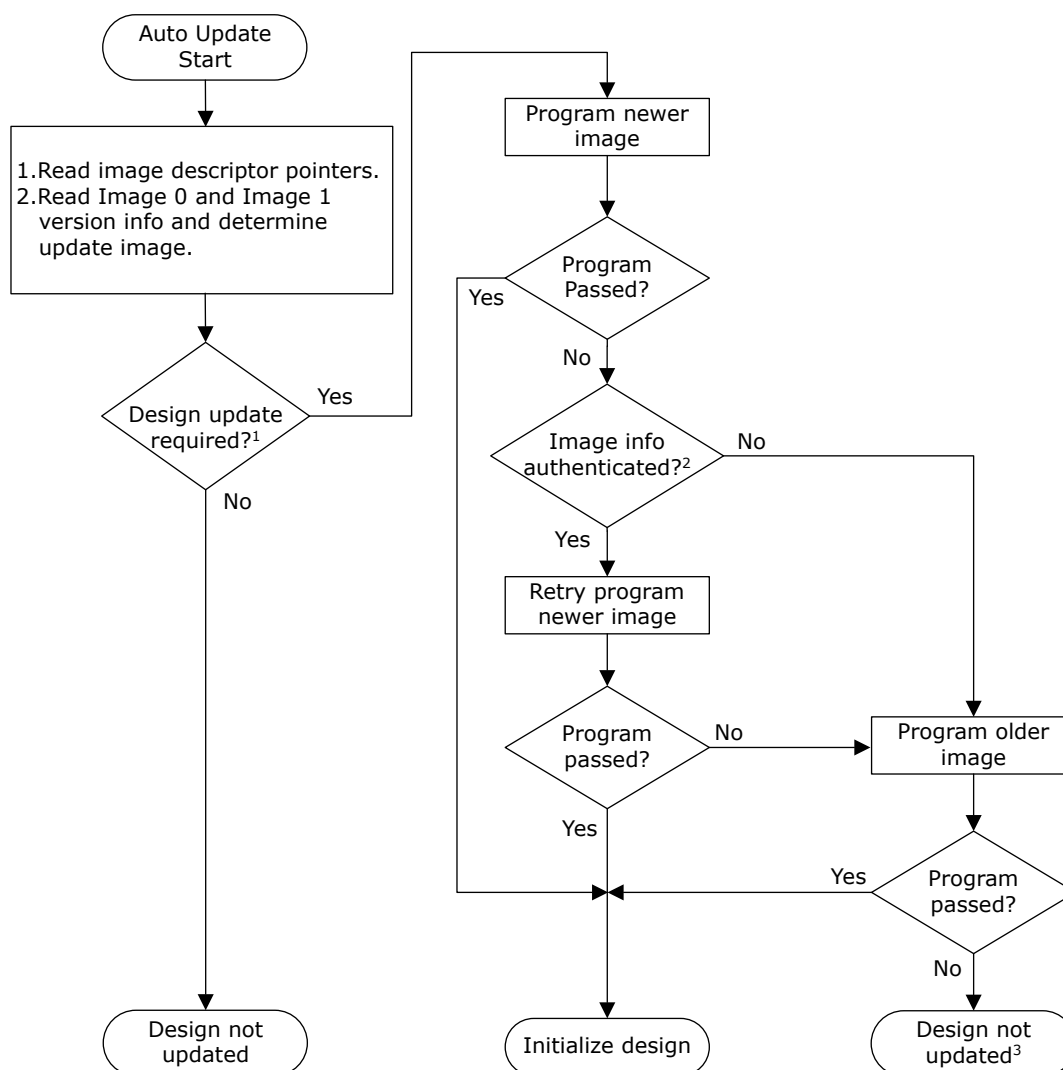 Auto Update
Start
1.Read image descriptor pointers.
2.Read Image 0 and Image 1
version info and determine
update image.
Design update
required?¹
Yes
No
Design not
updated
Program newer
image
Program
Passed?
Yes
No
Image info
authenticated?²
No
Yes
Retry program
newer image
Program
passed?
No
Yes
Program older
image
Program
passed?
Yes
No
Initialize design
Design not
updated³